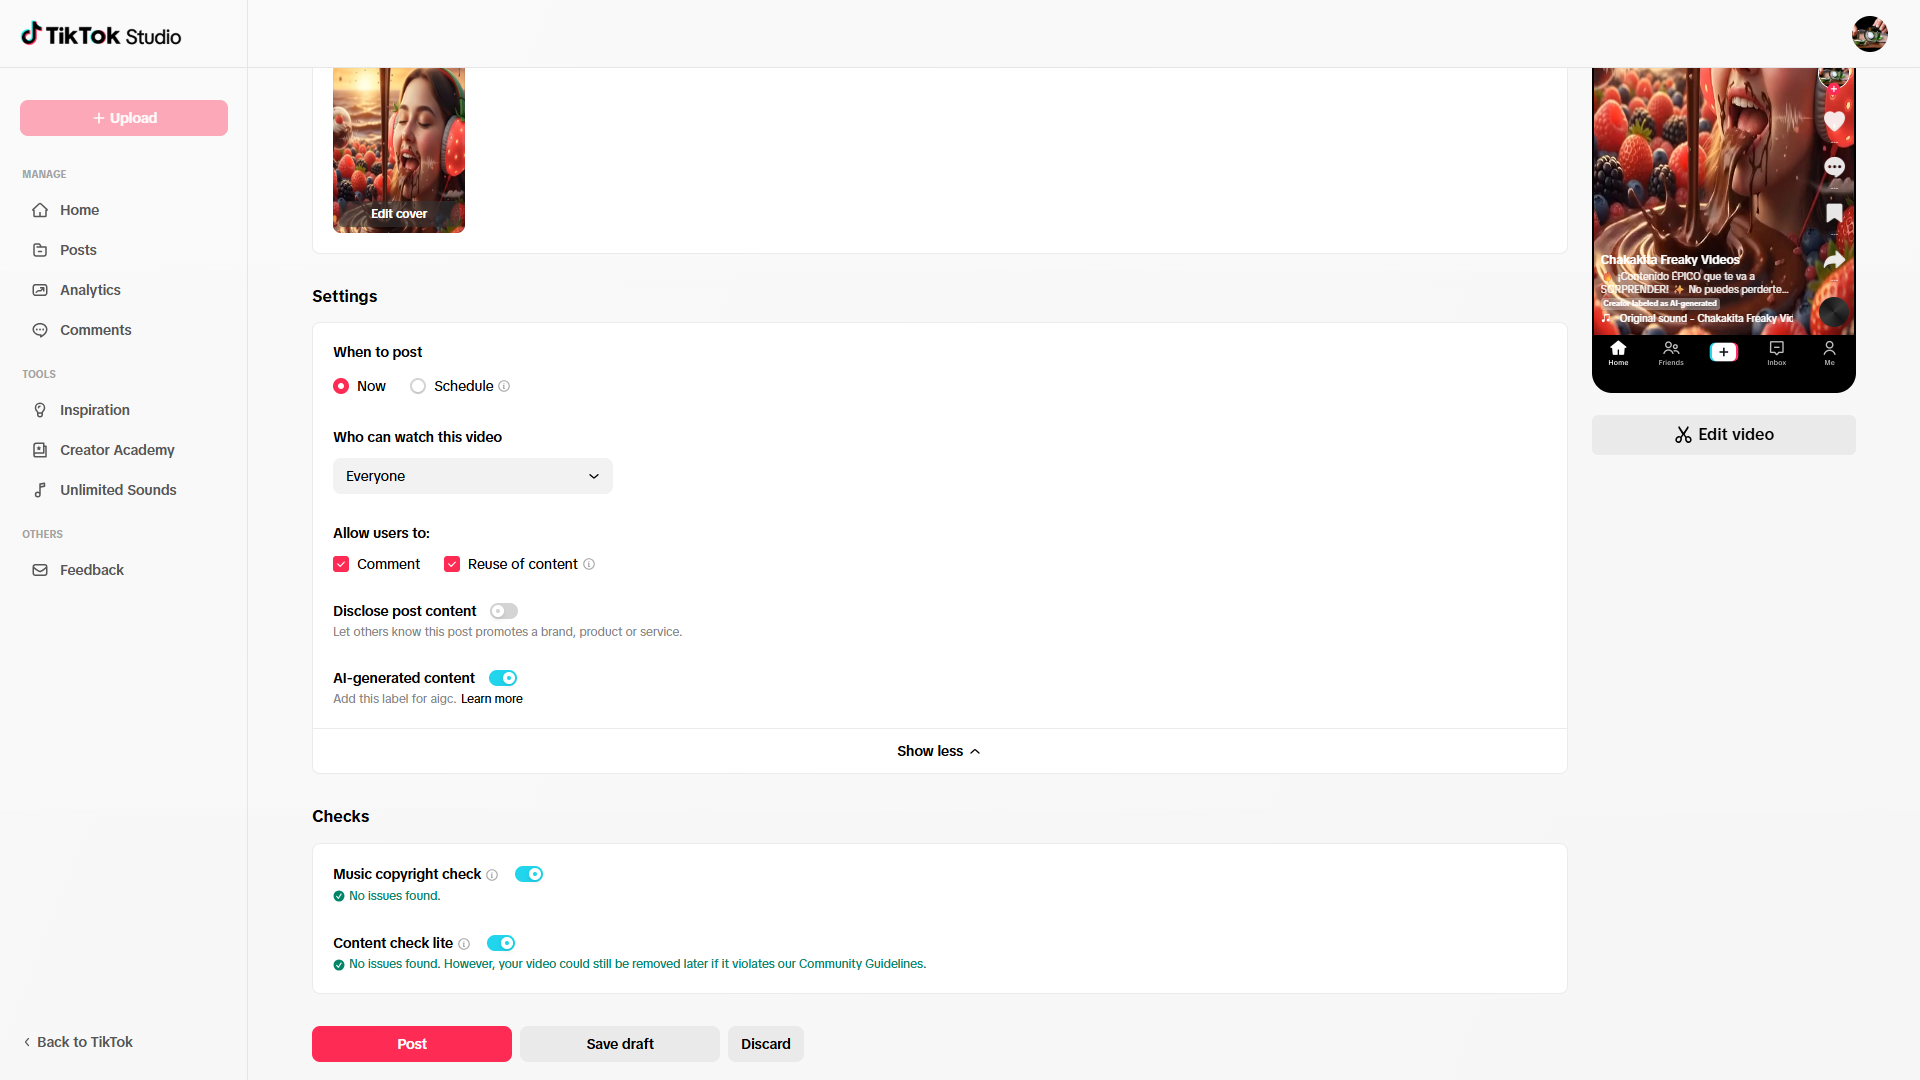 TikTok Studio
+ Upload
MANAGE
Home
Posts
Analytics
Comments
TOOLS
Inspiration
Creator Academy
Unlimited Sounds
OTHERS
Feedback
Back to TikTok
Edit cover
Settings
When to post
Now
Schedule
Who can watch this video
Everyone
Allow users to:
Comment
Reuse of content
Disclose post content
Let others know this post promotes a brand, product or service.
AI-generated content
Add this label for aigc. Learn more
Show less
Checks
Music copyright check
No issues found.
Content check lite
No issues found. However, your video could still be removed later if it violates our Community Guidelines.
Post
Save draft
Discard
Chakakita Freaky Videos
¡Contenido ÉPICO que te va a
SORPRENDER! ✨ No puedes perderte...
Creator labeled as AI-generated
Original sound - Chakakita Freaky Vic
Home
Friends
Inbox
Me
Edit video